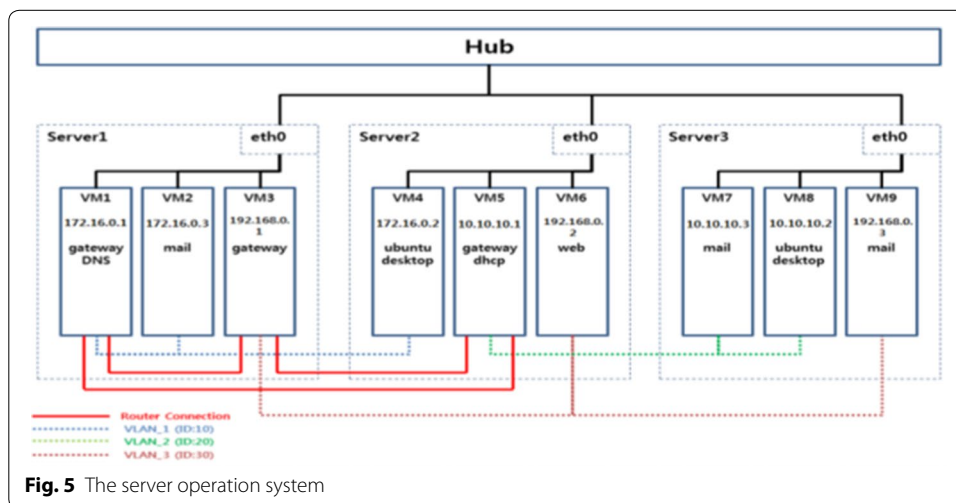 Hub
Server1
eth0
Server2
eth0
Server3
eth0
VM1
172.16.0.1
gateway
DNS
VM2
172.16.0.3
mail
VM3
192.168.0.
1
gateway
VM4
172.16.0.2
ubuntu
desktop
VM5
10.10.10.1
gateway
dhcp
VM6
192.168.0.
2
web
VM7
10.10.10.3
mail
VM8
10.10.10.2
ubuntu
desktop
VM9
192.168.0.
3
mail
Router Connection
VLAN_1 (ID:10)
VLAN_2 (ID:20)
VLAN_3 (ID:30)
Fig. 5 The server operation system